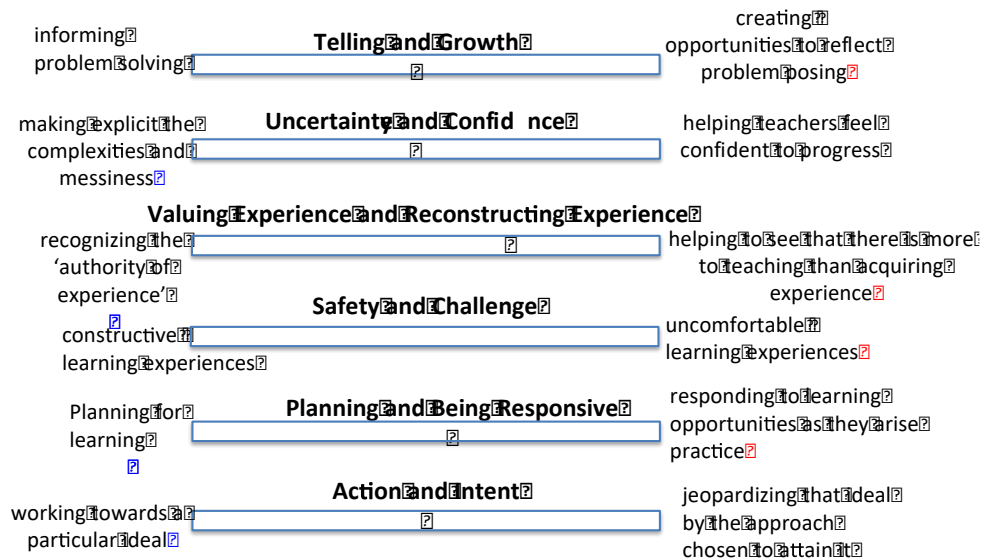 informing
problem solving
Telling and Growth
creating
opportunities to reflect
problem posing
making explicit the
complexities and
messiness
Uncertainty and Confid nce
helping teachers feel
confident to progress
Valuing Experience and Reconstructing Experience
recognizing the
‘authority of
experience’
helping to see that there is more
to teaching than acquiring
experience
Safety and Challenge
constructive
learning experiences
uncomfortable
learning experiences
Planning and Being Responsive
Planning for
learning
responding to learning
opportunities as they arise
practice
Action and Intent
working towards a
particular ideal
jeopardizing that ideal
by the approach
chosen to attain it